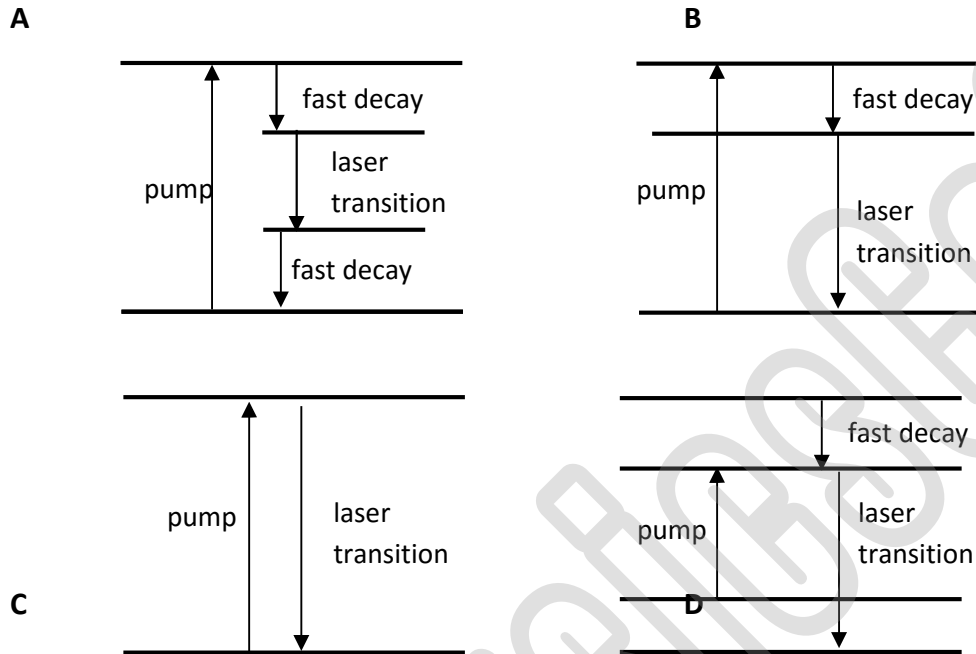 A
B
fast decay
laser
transition
pump
fast decay
fast decay
pump
laser
transition
pump
laser
transition
C
fast decay
pump
laser
transition
D